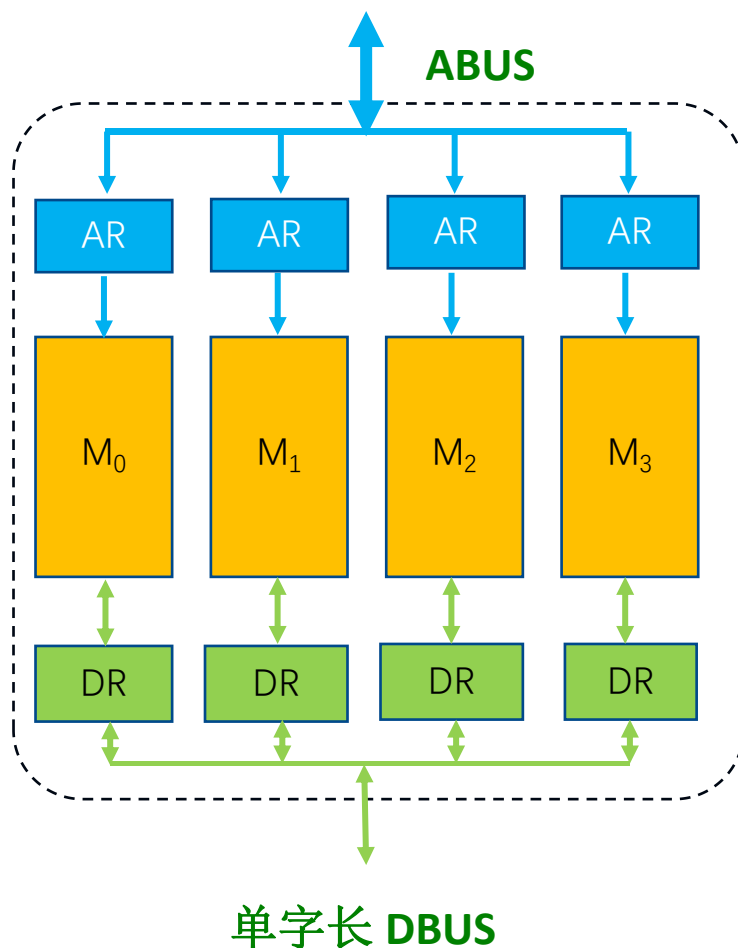 ABUS
AR AR AR AR
M₀ M₁ M₂ M₃
DR DR DR DR
单字长 DBUS